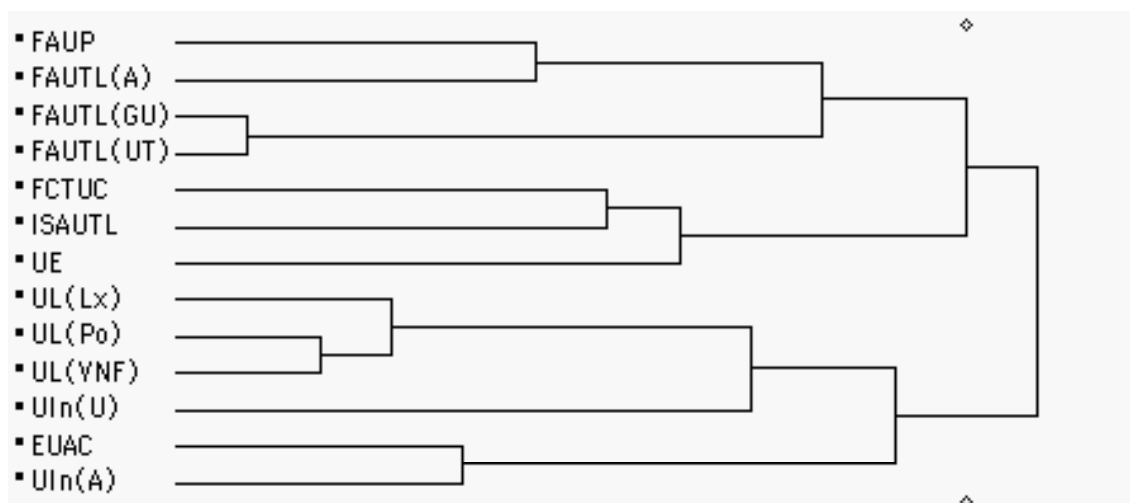 FAUP
FAUTL(A)
FAUTL(GU)
FAUTL(UT)
FCTUC
ISAUTL
UE
UL(Lx)
UL(Po)
UL(VNF)
UIn(U)
EUAC
UIn(A)